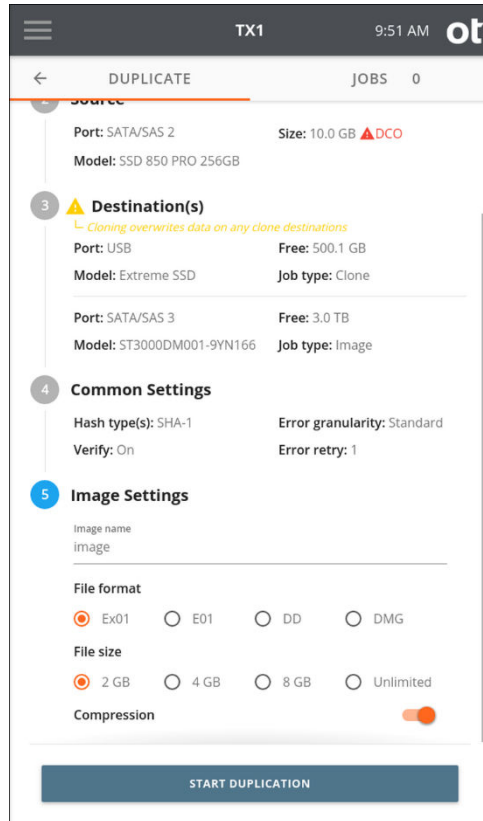 TX1 9:51 AM ot
DUPLICATE JOBS 0
2 Source
Port: SATA/SAS 2 Size: 10.0 GB DCO
Model: SSD 850 PRO 256GB
3 Destination(s)
Cloning overwrites data on any clone destinations
Port: USB Free: 500.1 GB
Model: Extreme SSD Job type: Clone
Port: SATA/SAS 3 Free: 3.0 TB
Model: ST3000DM001-9YN166 Job type: Image
4 Common Settings
Hash type(s): SHA-1 Error granularity: Standard
Verify: On Error retry: 1
5 Image Settings
Image name
image
File format
Ex01 E01 DD DMG
File size
2 GB 4 GB 8 GB Unlimited
Compression
START DUPLICATION